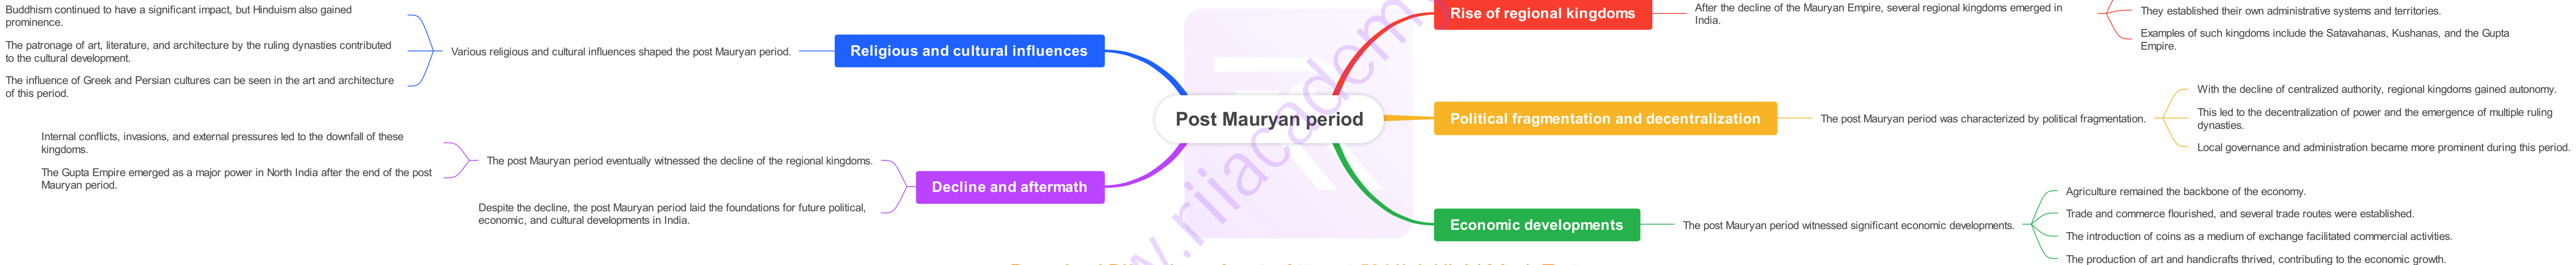 Post Mauryan period
Rise of regional kingdoms
After the decline of the Mauryan Empire, several regional kingdoms emerged in
India.
They established their own administrative systems and territories.
Examples of such kingdoms include the Satavahanas, Kushanas, and the Gupta
Empire.
Political fragmentation and decentralization
The post Mauryan period was characterized by political fragmentation.
With the decline of centralized authority, regional kingdoms gained autonomy.
This led to the decentralization of power and the emergence of multiple ruling
dynasties.
Local governance and administration became more prominent during this period.
Economic developments
The post Mauryan period witnessed significant economic developments.
Agriculture remained the backbone of the economy.
Trade and commerce flourished, and several trade routes were established.
The introduction of coins as a medium of exchange facilitated commercial activities.
The production of art and handicrafts thrived, contributing to the economic growth.
Religious and cultural influences
Various religious and cultural influences shaped the post Mauryan period.
Buddhism continued to have a significant impact, but Hinduism also gained
prominence.
The patronage of art, literature, and architecture by the ruling dynasties contributed
to the cultural development.
The influence of Greek and Persian cultures can be seen in the art and architecture
of this period.
Decline and aftermath
The post Mauryan period eventually witnessed the decline of the regional kingdoms.
Internal conflicts, invasions, and external pressures led to the downfall of these
kingdoms.
The Gupta Empire emerged as a major power in North India after the end of the post
Mauryan period.
Despite the decline, the post Mauryan period laid the foundations for future political,
economic, and cultural developments in India.